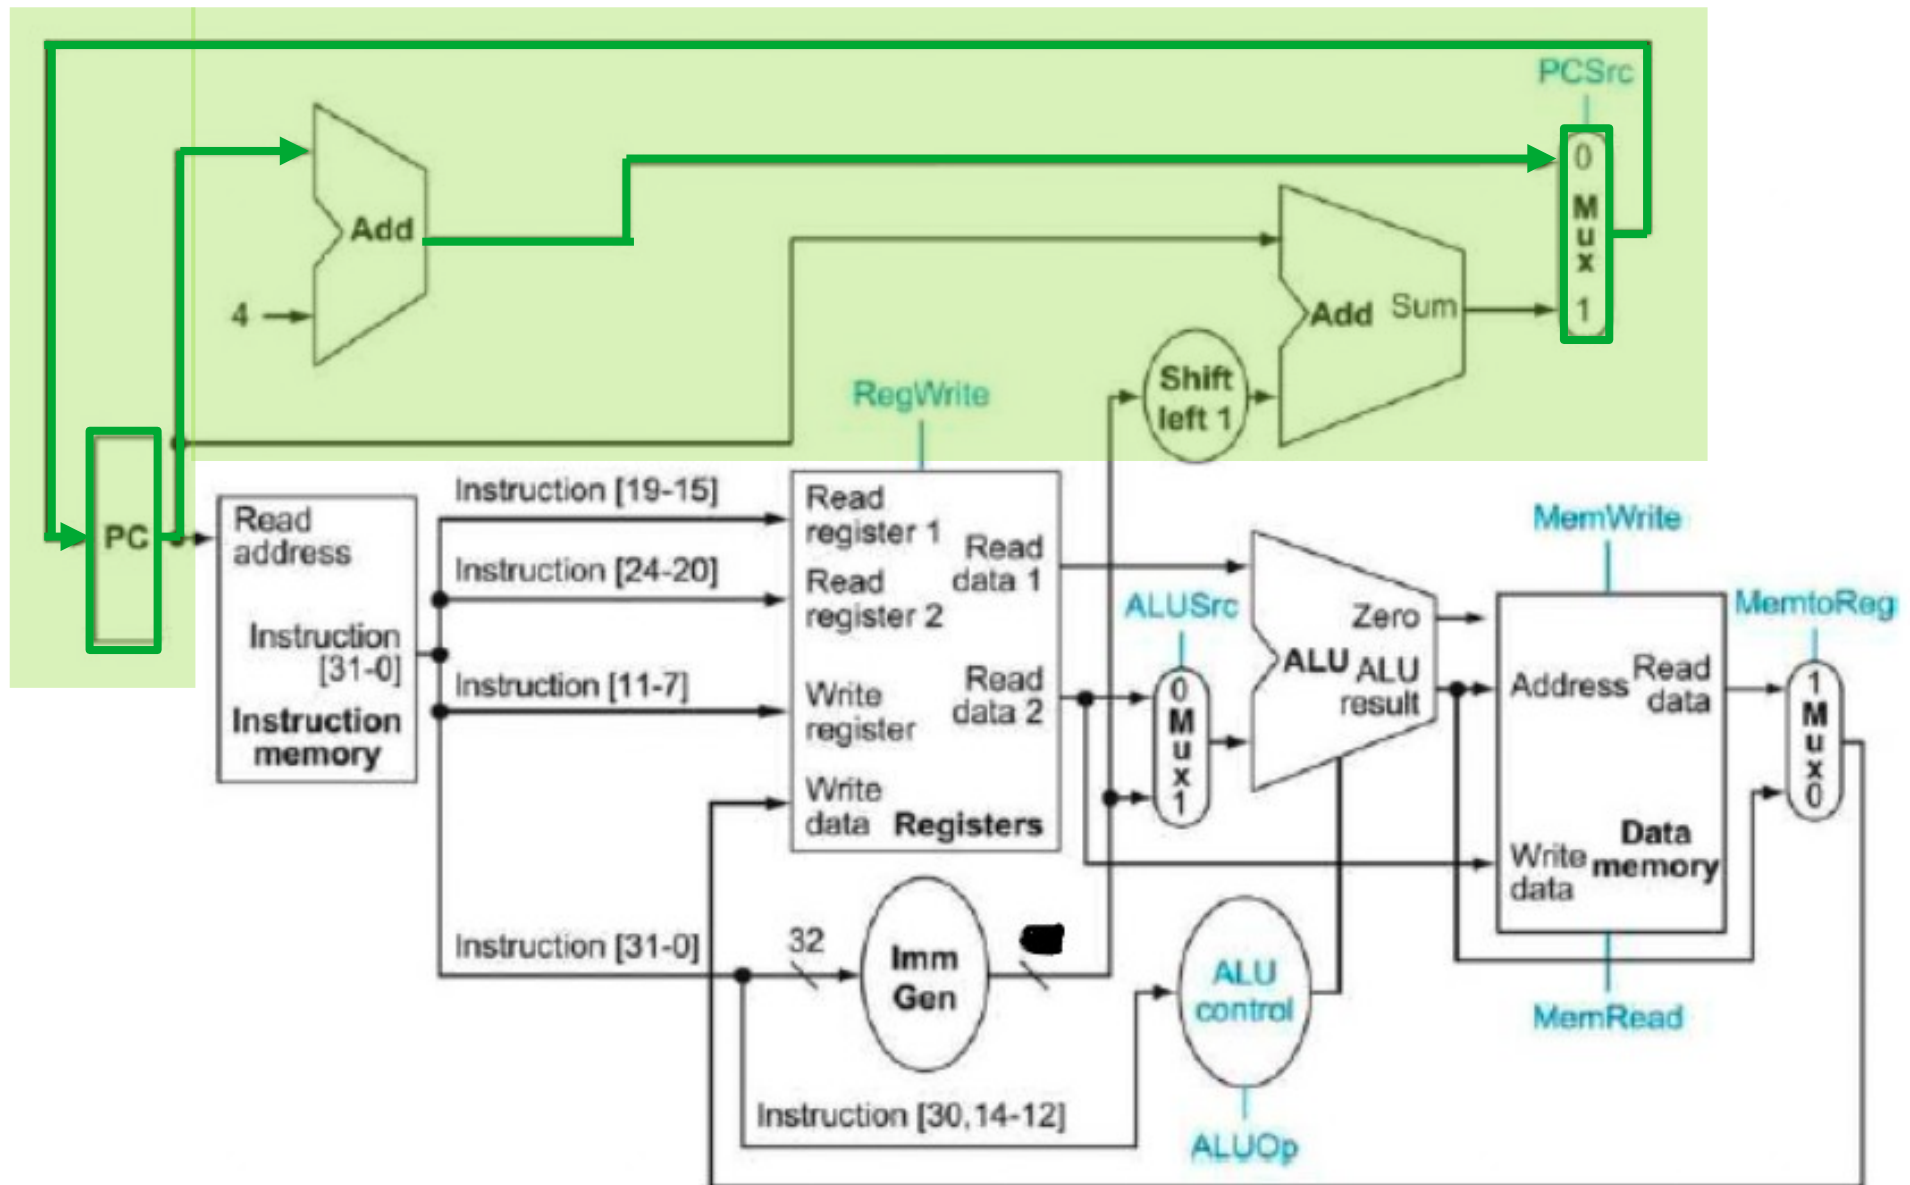 PCSrc
0
M
u
x
1
Add
4
Add Sum
Shift
left 1
RegWrite
PC
Read
address
Instruction
[31-0]
Instruction
memory
Instruction [19-15]
Instruction [24-20]
Instruction [11-7]
Instruction [31-0]
Read
register 1
Read
register 2
Write
register
Write
data
Read
data 1
Read
data 2
Registers
ALUSrc
0
M
u
x
1
Zero
ALU
ALU
result
MemWrite
Address
Read
data
Write
data
Data
memory
MemRead
MemtoReg
1
M
u
x
0
32
Imm
Gen
ALU
control
Instruction [30,14-12]
ALUOp